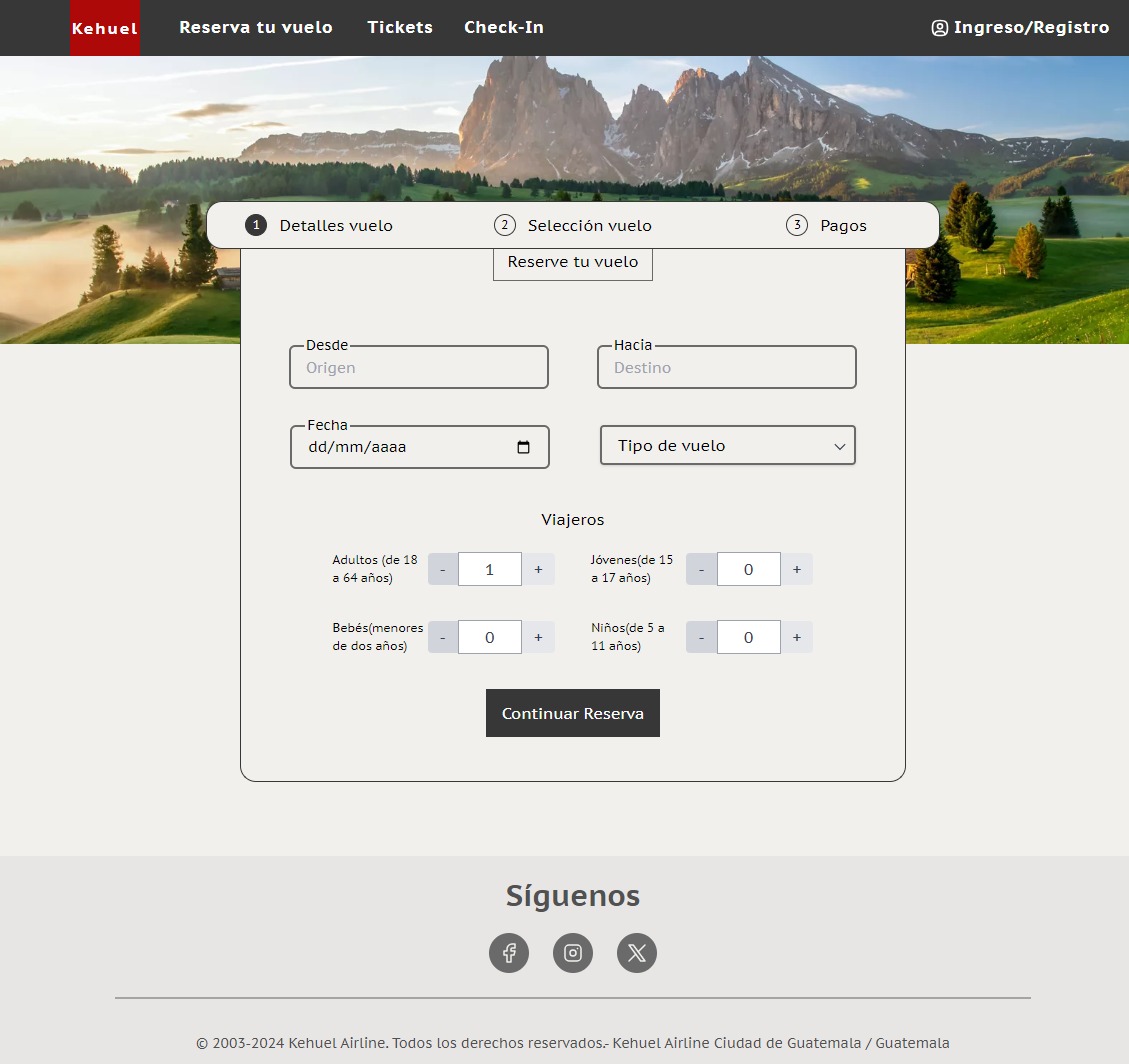 Kehuel Reserva tu vuelo Tickets Check-In Ingreso/Registro
1 Detalles vuelo 2 Selección vuelo 3 Pagos
Reserve tu vuelo
Desde Hacia
Origen Destino
Fecha
dd/mm/aaaa Tipo de vuelo
Viajeros
Adultos (de 18
a 64 años)
- 1 +
Jóvenes(de 15
a 17 años)
- 0 +
Bebés(menores
de dos años)
- 0 +
Niños(de 5 a
11 años)
- 0 +
Continuar Reserva
Síguenos
© 2003-2024 Kehuel Airline. Todos los derechos reservados.- Kehuel Airline Ciudad de Guatemala / Guatemala